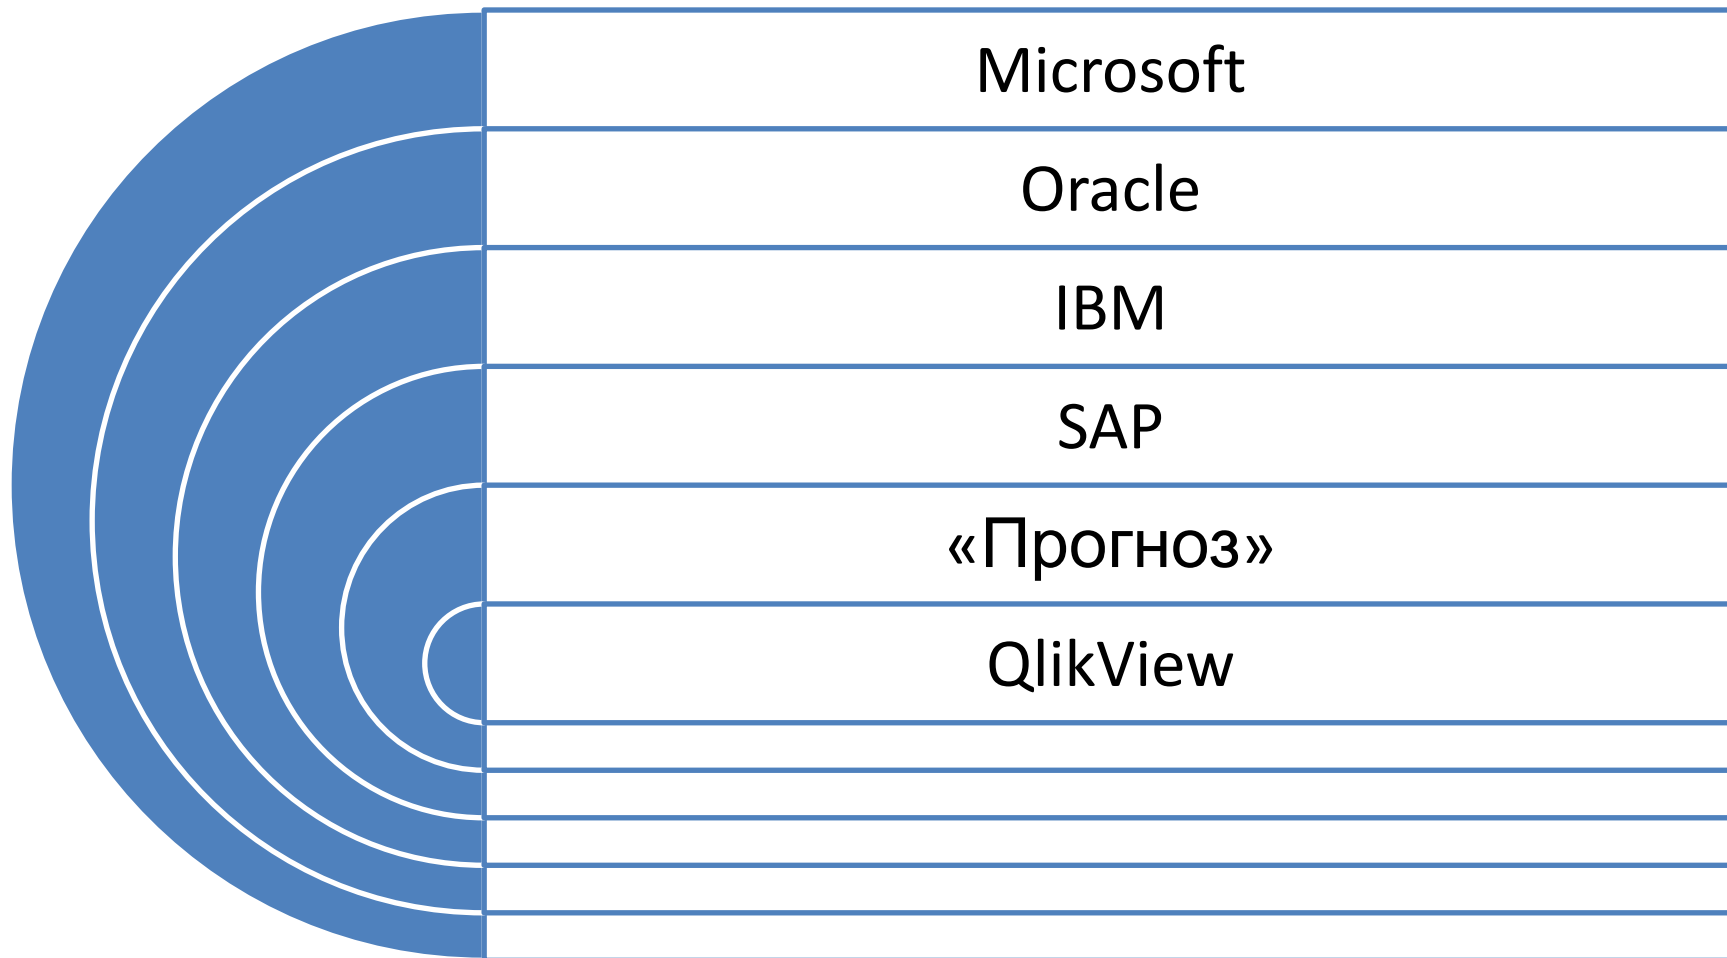 Microsoft
Oracle
IBM
SAP
«Прогноз»
QlikView